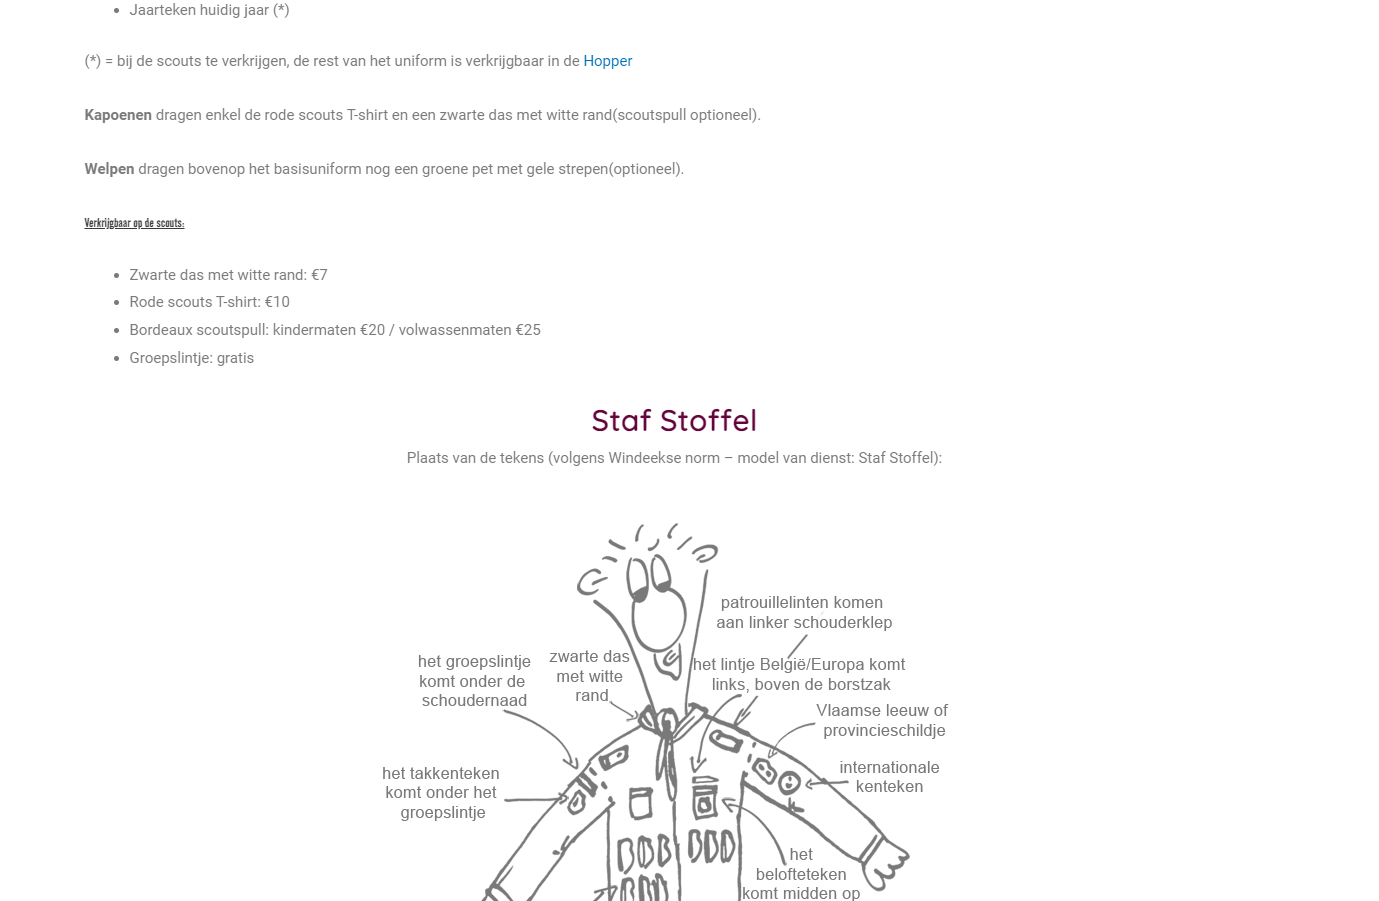 Jaarteken huidig jaar (*)
(*) = bij de scouts te verkrijgen, de rest van het uniform is verkrijgbaar in de Hopper
Kapoenen dragen enkel de rode scouts T-shirt en een zwarte das met witte rand(scoutspull optioneel).
Welpen dragen bovenop het basisuniform nog een groene pet met gele strepen(optioneel).
Verkrijgbaar op de scouts:
Zwarte das met witte rand: €7
Rode scouts T-shirt: €10
Bordeaux scoutspull: kindermaten €20 / volwassenmaten €25
Groepslintje: gratis
Staf Stoffel
Plaats van de tekens (volgens Windeekse norm – model van dienst: Staf Stoffel):
patrouillelinten komen
aan linker schouderklep
het groepslintje
komt onder de
schoudernaad
zwarte das
met witte
rand
het lintje België/Europa komt
links, boven de borstzak
Vlaamse leeuw of
provincieschildje
het takkenteken
komt onder het
groepslintje
internationale
kenteken
het
belofteteken
komt midden op